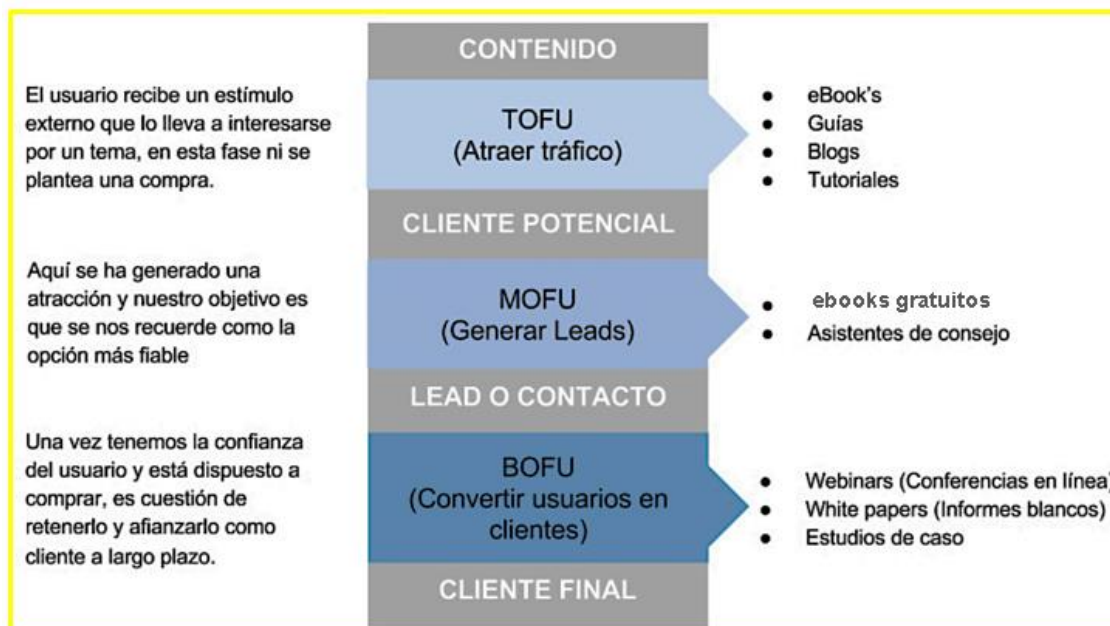 CONTENIDO
El usuario recibe un estímulo
externo que lo lleva a interesarse
por un tema, en esta fase ni se
plantea una compra.
TOFU
(Atraer tráfico)
● eBook's
● Guías
● Blogs
● Tutoriales
CLIENTE POTENCIAL
Aquí se ha generado una
atracción y nuestro objetivo es
que se nos recuerde como la
opción más fiable
MOFU
(Generar Leads)
● ebooks gratuitos
● Asistentes de consejo
LEAD O CONTACTO
Una vez tenemos la confianza
del usuario y está dispuesto a
comprar, es cuestión de
retenerlo y afianzarlo como
cliente a largo plazo.
BOFU
(Convertir usuarios en
clientes)
● Webinars (Conferencias en línea)
● White papers (Informes blancos)
● Estudios de caso
CLIENTE FINAL